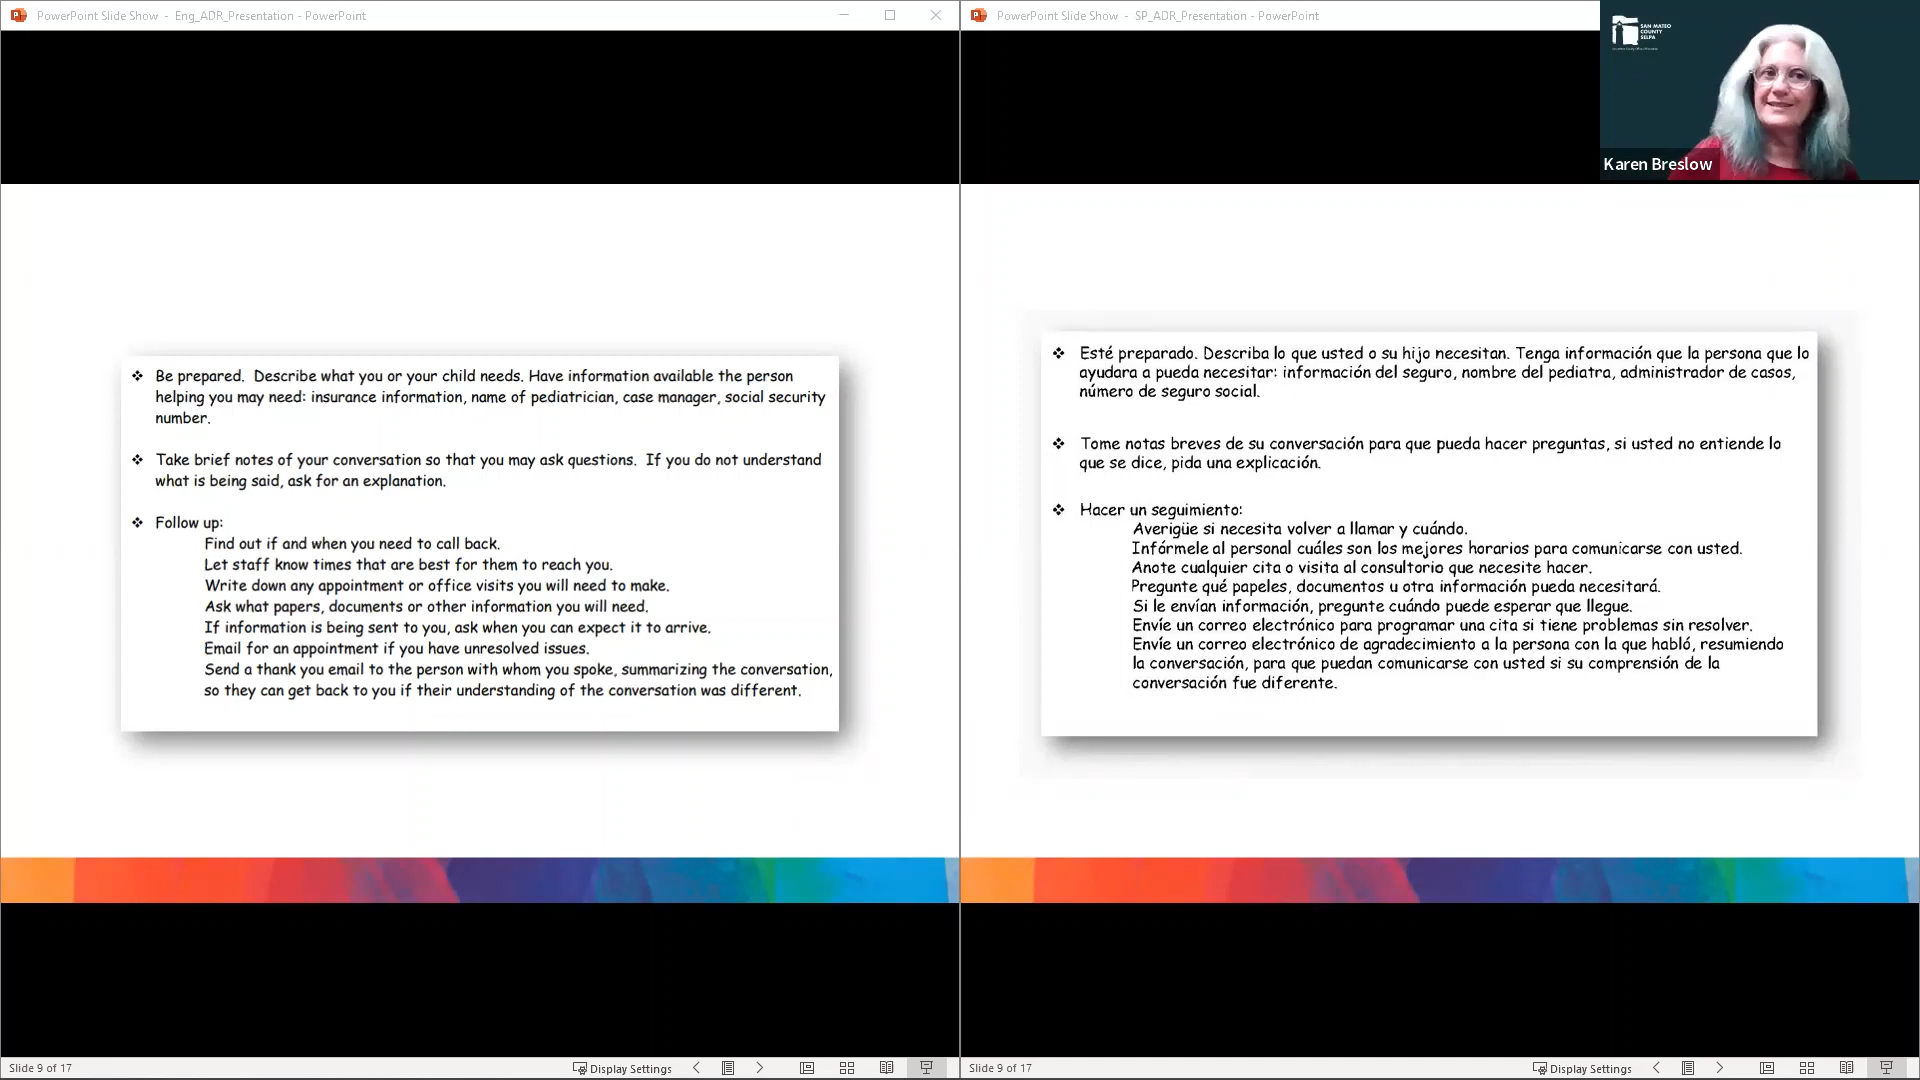 PowerPoint Slide Show - Eng_ADR_Presentation - PowerPoint
❖ Be prepared. Describe what you or your child needs. Have information available the person
helping you may need: insurance information, name of pediatrician, case manager, social security
number.
❖ Take brief notes of your conversation so that you may ask questions. If you do not understand
what is being said, ask for an explanation.
❖ Follow up:
Find out if and when you need to call back.
Let staff know times that are best for them to reach you.
Write down any appointment or office visits you will need to make.
Ask what papers, documents or other information you will need.
If information is being sent to you, ask when you can expect it to arrive.
Email for an appointment if you have unresolved issues.
Send a thank you email to the person with whom you spoke, summarizing the conversation,
so they can get back to you if their understanding of the conversation was different.
Slide 9 of 17
Display Settings
PowerPoint Slide Show - SP_ADR_Presentation - PowerPoint
SAN MATEO
COUNTY
SELPA
Karen Breslow
❖ Esté preparado. Describa lo que usted o su hijo necesitan. Tenga información que la persona que lo
ayudara a pueda necesitar: información del seguro, nombre del pediatra, administrador de casos,
número de seguro social.
❖ Tome notas breves de su conversación para que pueda hacer preguntas, si usted no entiende lo
que se dice, pida una explicación.
❖ Hacer un seguimiento:
Averigüe si necesita volver a llamar y cuándo.
Infórmele al personal cuáles son los mejores horarios para comunicarse con usted.
Anote cualquier cita o visita al consultorio que necesite hacer.
Pregunte qué papeles, documentos u otra información pueda necesitará.
Si le envían información, pregunte cuándo puede esperar que llegue.
Envíe un correo electrónico para programar una cita si tiene problemas sin resolver.
Envíe un correo electrónico de agradecimiento a la persona con la que habló, resumiendo
la conversación, para que puedan comunicarse con usted si su comprensión de la
conversación fue diferente.
Slide 9 of 17
Display Settings